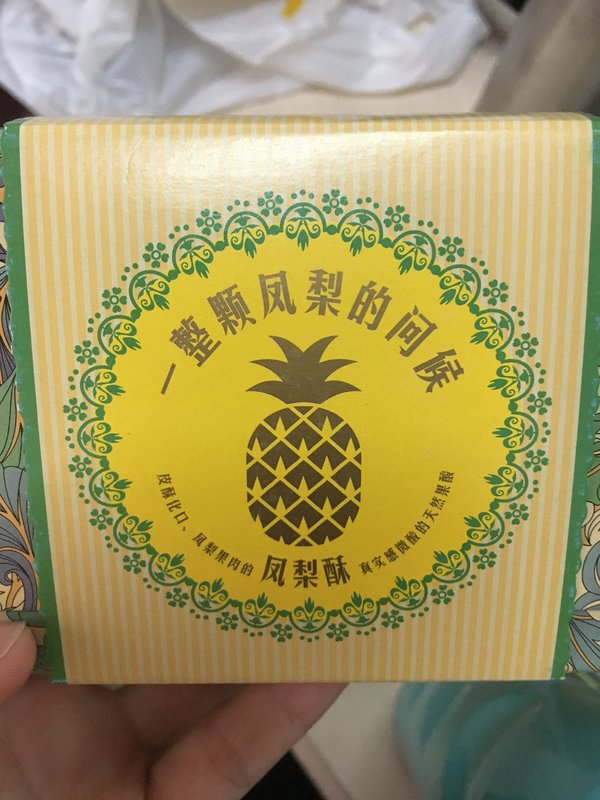 一整颗凤梨的问候
皮酥化口、凤梨果肉的
凤梨酥
真实感微酸的天然果酸